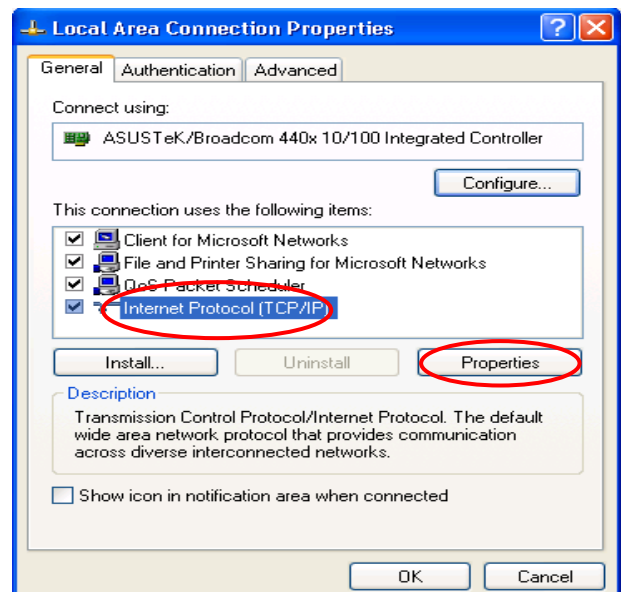 Local Area Connection Properties
General Authentication Advanced
Connect using:
ASUSTeK/Broadcom 440x 10/100 Integrated Controller
Configure...
This connection uses the following items:
Client for Microsoft Networks
File and Printer Sharing for Microsoft Networks
QoS Packet Scheduler
Internet Protocol (TCP/IP)
Install... Uninstall Properties
Description
Transmission Control Protocol/Internet Protocol. The default
wide area network protocol that provides communication
across diverse interconnected networks.
Show icon in notification area when connected
OK Cancel